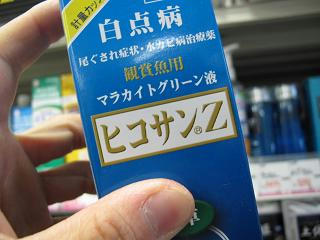 計量カップ
白点病
尾ぐされ症状・水カビ病治療薬
観賞魚用
マラカイトグリーン液
ヒコサン®Z